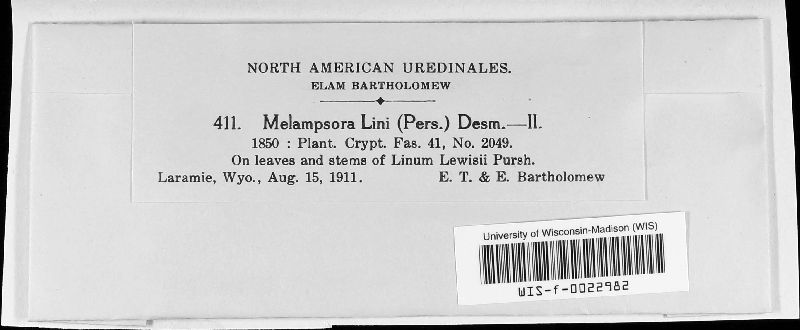 NORTH AMERICAN UREDINALES.
ELAM BARTHOLOMEW
411. Melampsora Lini (Pers.) Desm.—II.
1850 : Plant. Crypt. Fas. 41, No. 2049.
On leaves and stems of Linum Lewisii Pursh.
Laramie, Wyo., Aug. 15, 1911. E. T. & E. Bartholomew
University of Wisconsin-Madison (WIS)
WIS-f-0022982